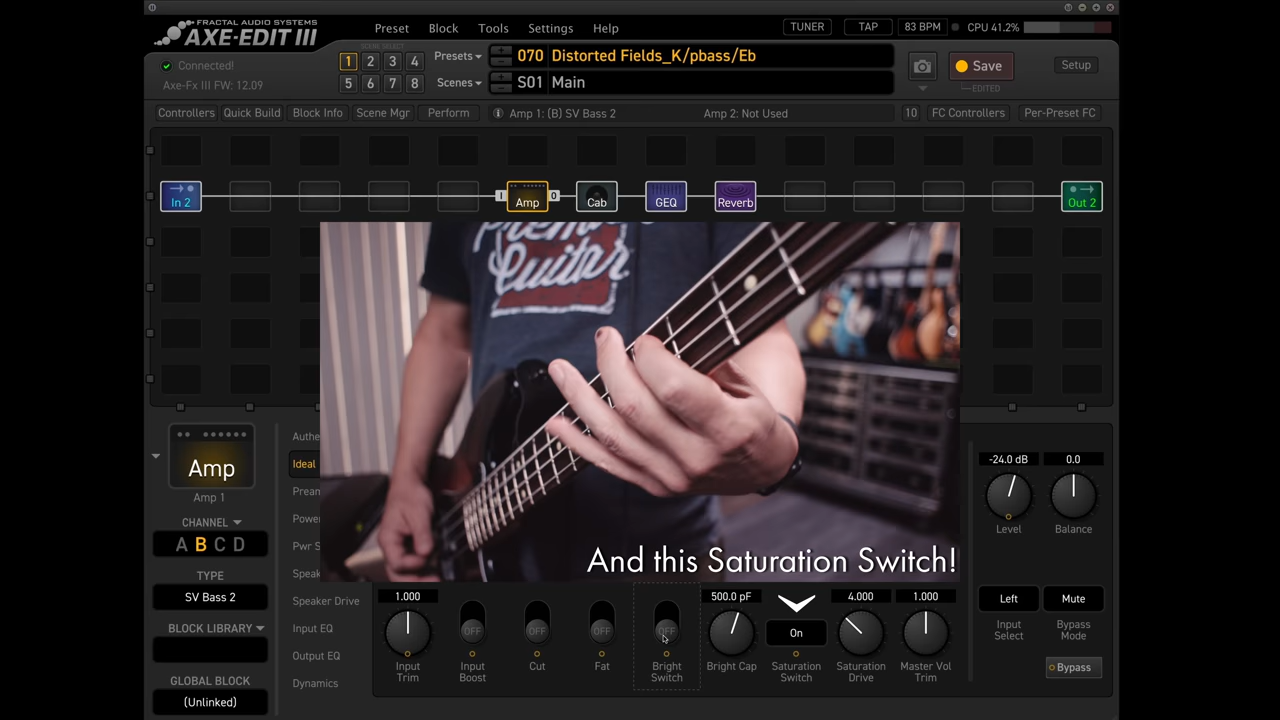 FRACTAL AUDIO SYSTEMS
AXE-EDIT III
Preset Block Tools Settings Help
TUNER TAP 83 BPM CPU 41.2%
SCENE SELECT
Connected!
Axe-Fx III FW: 12.09
1 2 3 4
5 6 7 8
Presets 070 Distorted Fields_K/pbass/Eb
Scenes S01 Main
Save
EDITED
Setup
Controllers Quick Build Block Info Scene Mgr Perform Amp 1: (B) SV Bass 2 Amp 2: Not Used 10 FC Controllers Per-Preset FC
In 2 I Amp O Cab GEQ Reverb Out 2
Premier
Guitar
And this Saturation Switch!
Amp
Amp 1
CHANNEL
A B C D
TYPE
SV Bass 2
BLOCK LIBRARY
GLOBAL BLOCK
(Unlinked)
Authe
Ideal
Pream
Power
Pwr S
Speak
Speaker Drive
Input EQ
Output EQ
Dynamics
1.000 500.0 pF 4.000 1.000
OFF OFF OFF OFF On
Input Trim
Input Boost
Cut
Fat
Bright Switch
Bright Cap
Saturation Switch
Saturation Drive
Master Vol Trim
-24.0 dB 0.0
Level Balance
Left Mute
Input Select
Bypass Mode
Bypass